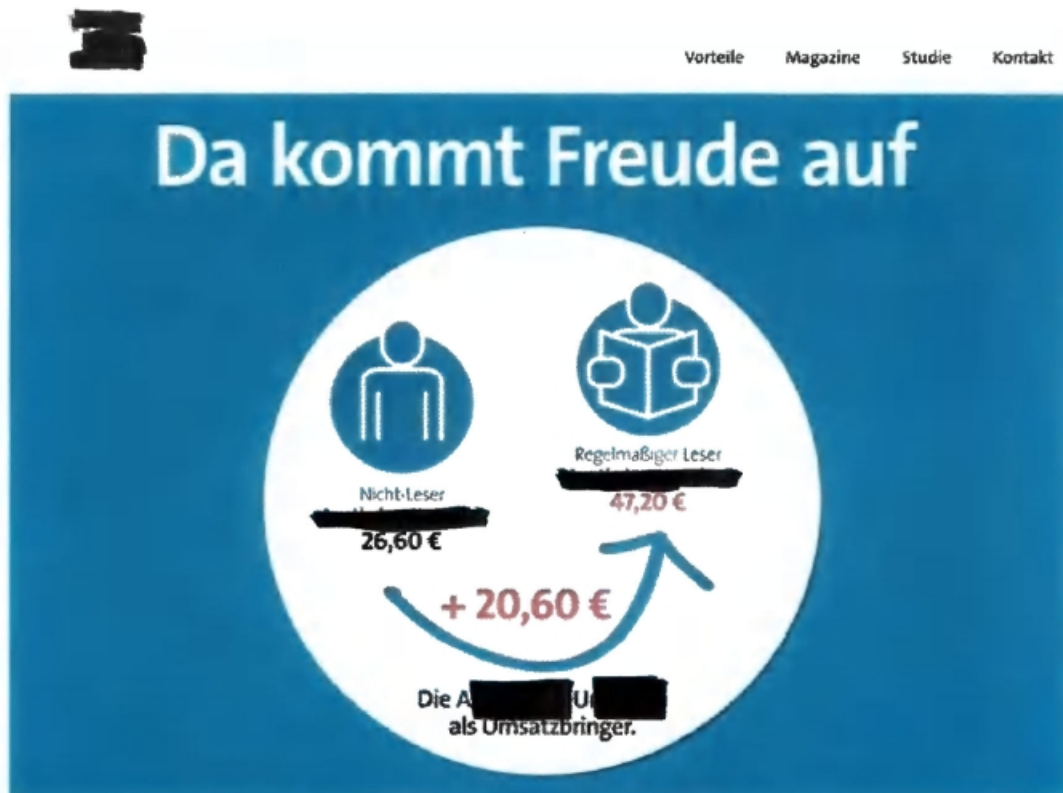 Vorteile Magazine Studie Kontakt
Da kommt Freude auf
Regelmäßiger Leser
47,20 €
Nicht-Leser
26,60 €
+ 20,60 €
Die
als Umsatzbringer.